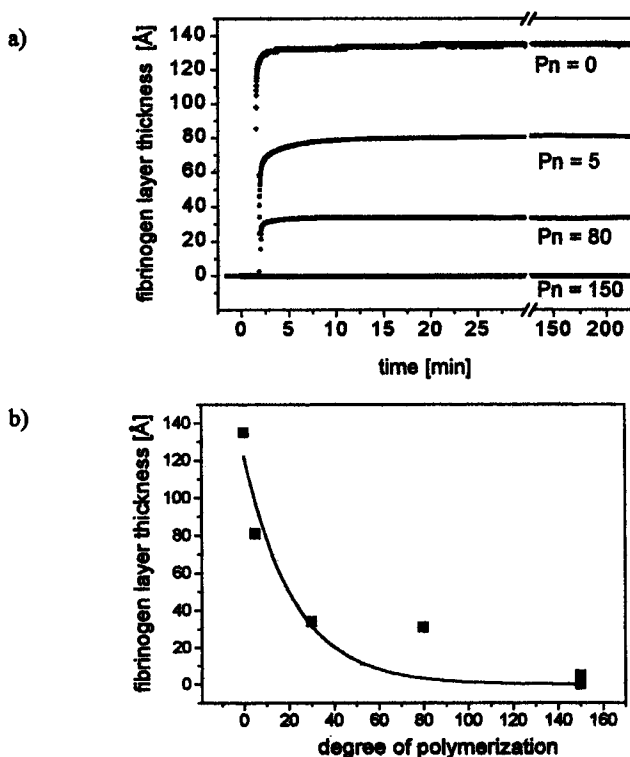 a)
fibrinogen layer thickness [Å]
140
120
100
80
60
40
20
0
Pn = 0
Pn = 5
Pn = 80
Pn = 150
0 5 10 15 20 25 150 200
time [min]
b)
fibrinogen layer thickness [Å]
140
120
100
80
60
40
20
0
0 20 40 60 80 100 120 140 160
degree of polymerization